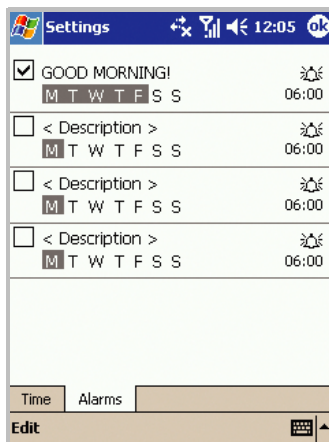 Settings 12:05 ok
GOOD MORNING!
M T W T F S S 06:00
< Description >
M T W T F S S 06:00
< Description >
M T W T F S S 06:00
< Description >
M T W T F S S 06:00
Time Alarms
Edit